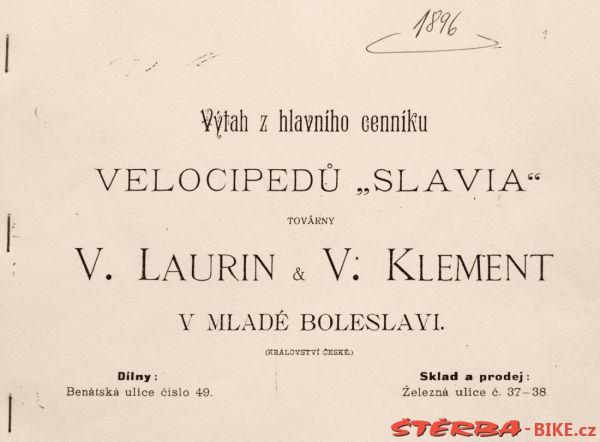 1896
1
Výtah z hlavního cenníku
VELOCIPEDŮ „SLAVIA“
TOVÁRNY
V. LAURIN & V. KLEMENT
V MLADÉ BOLESLAVI.
(KRÁLOVSTVÍ ČESKÉ.)
Dílny:
Benátská ulice číslo 49.
Sklad a prodej:
Železná ulice č. 37–38.
ŠTĚRBA-BIKE.cz